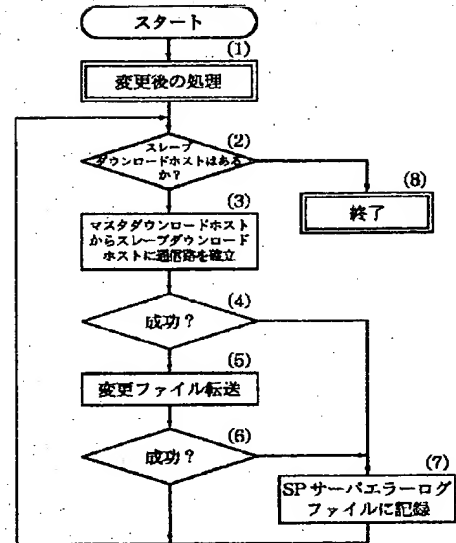 スタート
(1)
変更後の処理
(2)
スレーブ
ダウンロードホストはある
か?
(8)
終了
(3)
マスタダウンロードホスト
からスレーブダウンロード
ホストに通信路を確立
(4)
成功?
(5)
変更ファイル転送
(6)
成功?
(7)
SPサーバエラーログ
ファイルに記録